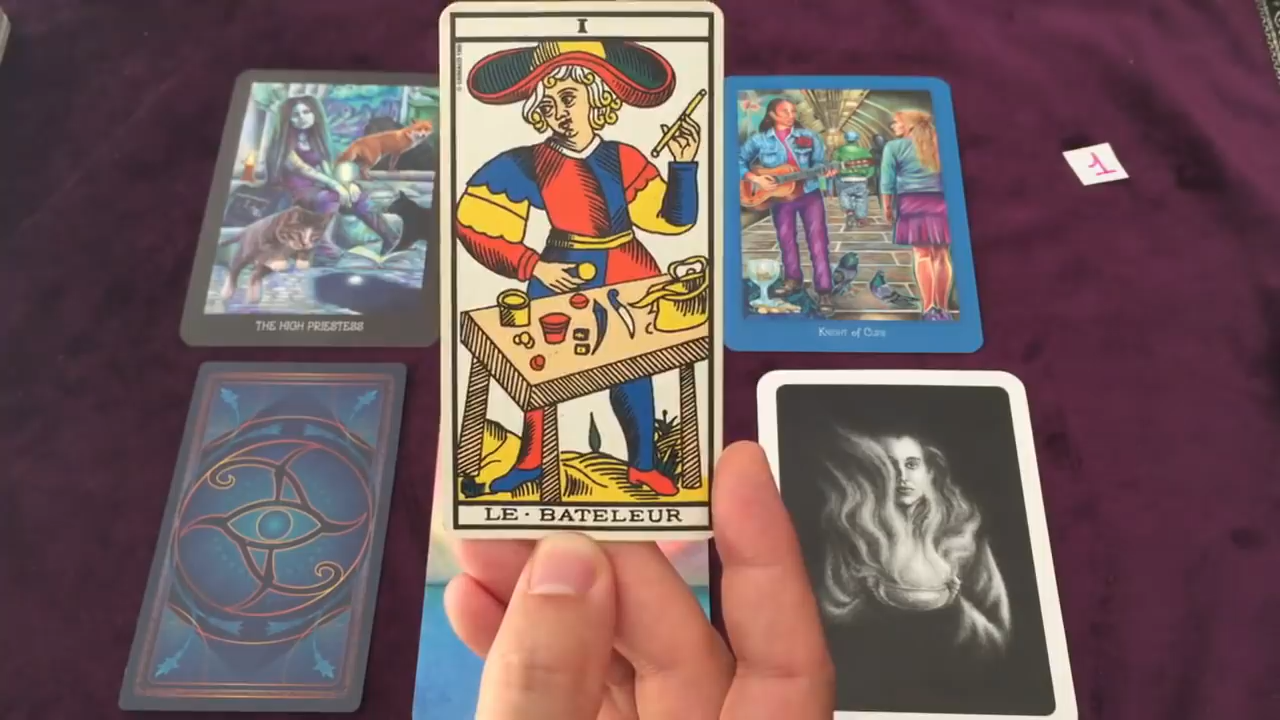 I
THE HIGH PRIESTESS
KNIGHT of CUPS
1
LE · BATELEUR